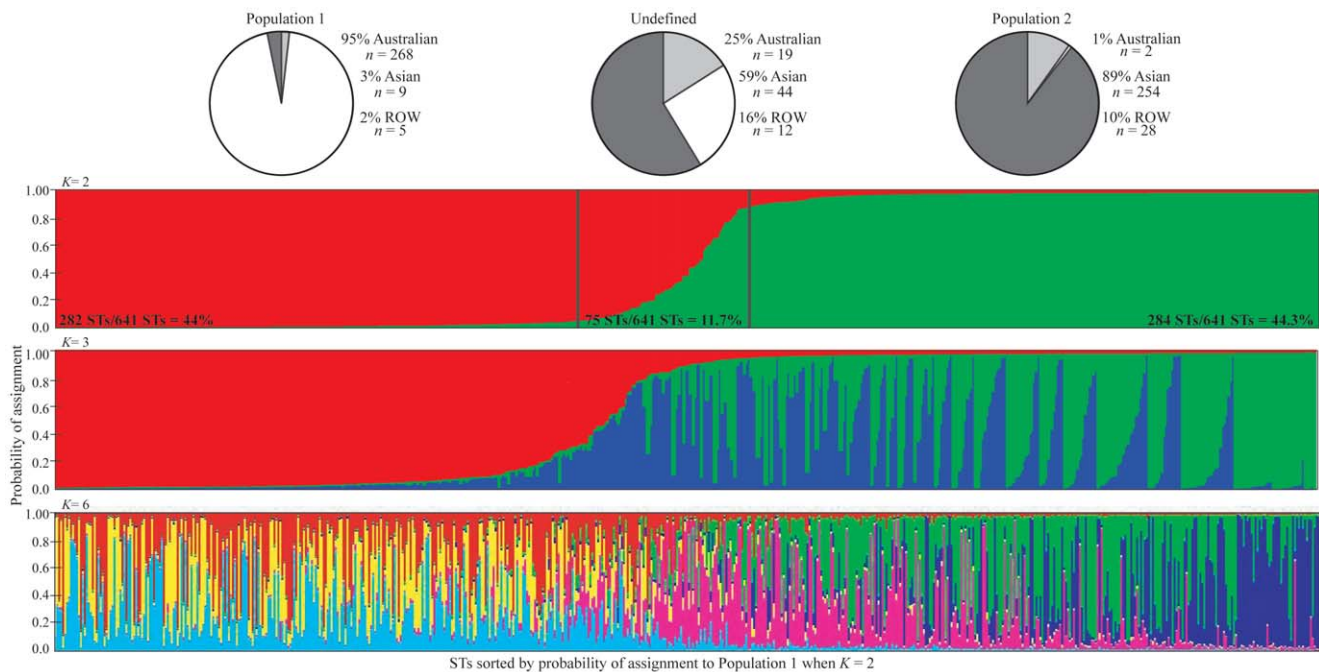 Population 1
95% Australian
n = 268
3% Asian
n = 9
2% ROW
n = 5
Undefined
25% Australian
n = 19
59% Asian
n = 44
16% ROW
n = 12
Population 2
1% Australian
n = 2
89% Asian
n = 254
10% ROW
n = 28
Probability of assignment
K= 2
1.00
0.8
0.6
0.4
0.2
0.0
282 STs/641 STs = 44%
75 STs/641 STs = 11.7%
284 STs/641 STs = 44.3%
K= 3
1.00
0.8
0.6
0.4
0.2
0.0
K= 6
1.00
0.8
0.6
0.4
0.2
0.0
STs sorted by probability of assignment to Population 1 when K = 2